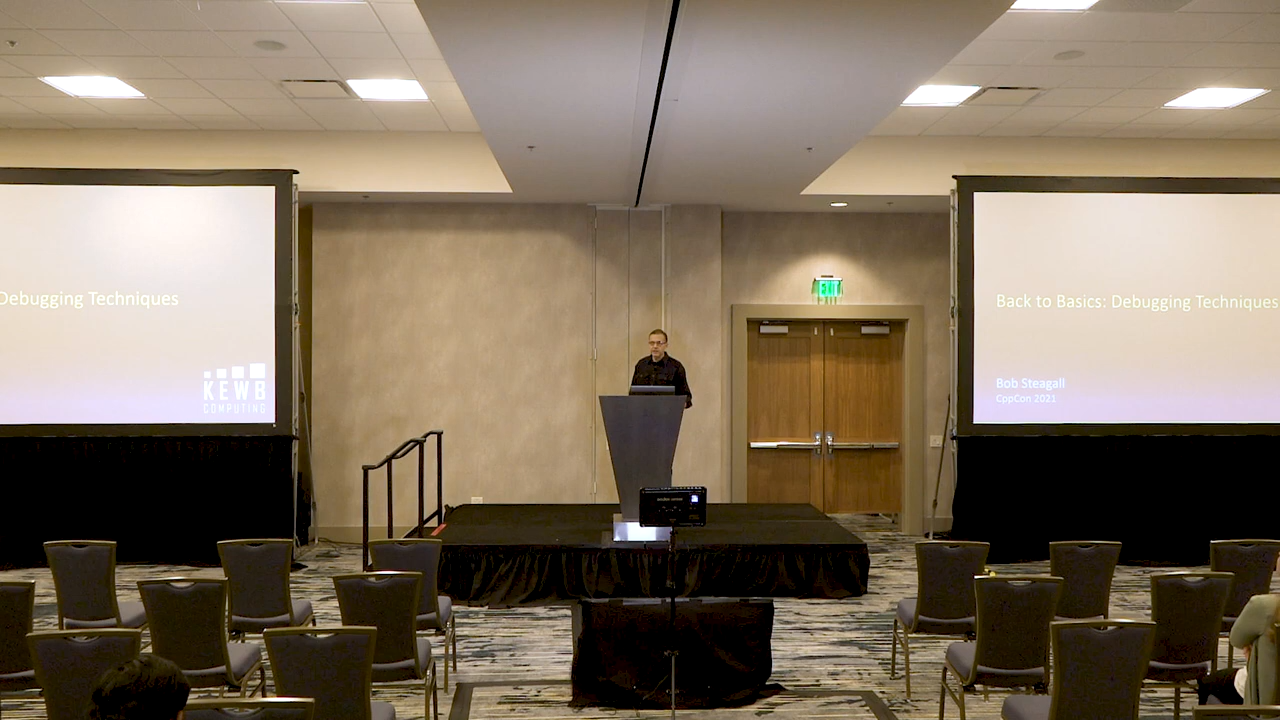 Debugging Techniques
KEWB
COMPUTING
EXIT
Back to Basics: Debugging Techniques
Bob Steagall
CppCon 2021